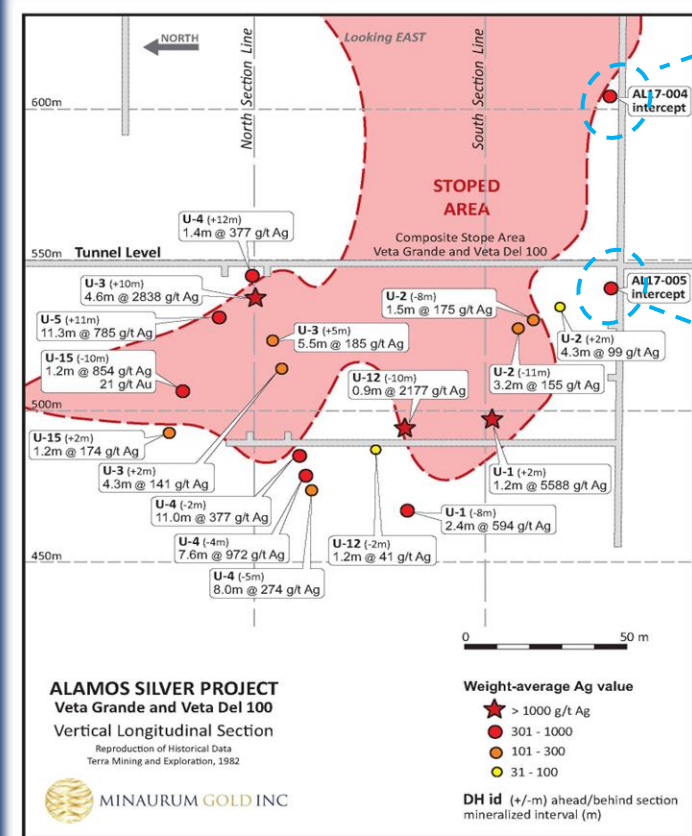 NORTH
Looking EAST
North Section Line
South Section Line
600m
AL17-004
intercept
STOPED
AREA
Composite Stope Area
Veta Grande and Veta Del 100
U-4 (+12m)
1.4m @ 377 g/t Ag
550m
Tunnel Level
U-3 (+10m)
4.6m @ 2838 g/t Ag
AL17-005
intercept
U-2 (-8m)
1.5m @ 175 g/t Ag
U-5 (+11m)
11.3m @ 785 g/t Ag
U-3 (+5m)
5.5m @ 185 g/t Ag
U-2 (+2m)
4.3m @ 99 g/t Ag
U-15 (-10m)
1.2m @ 854 g/t Ag
21 g/t Au
U-12 (-10m)
0.9m @ 2177 g/t Ag
U-2 (-11m)
3.2m @ 155 g/t Ag
500m
U-15 (+2m)
1.2m @ 174 g/t Ag
U-3 (+2m)
4.3m @ 141 g/t Ag
U-1 (+2m)
1.2m @ 5588 g/t Ag
U-4 (-2m)
11.0m @ 377 g/t Ag
U-1 (-8m)
2.4m @ 594 g/t Ag
U-4 (-4m)
7.6m @ 972 g/t Ag
U-12 (-2m)
1.2m @ 41 g/t Ag
450m
U-4 (-5m)
8.0m @ 274 g/t Ag
0 50 m
ALAMOS SILVER PROJECT
Veta Grande and Veta Del 100
Vertical Longitudinal Section
Reproduction of Historical Data
Terra Mining and Exploration, 1982
MINAURUM GOLD INC
Weight-average Ag value
> 1000 g/t Ag
301 - 1000
101 - 300
31 - 100
DH id (+/-m) ahead/behind section
mineralized interval (m)